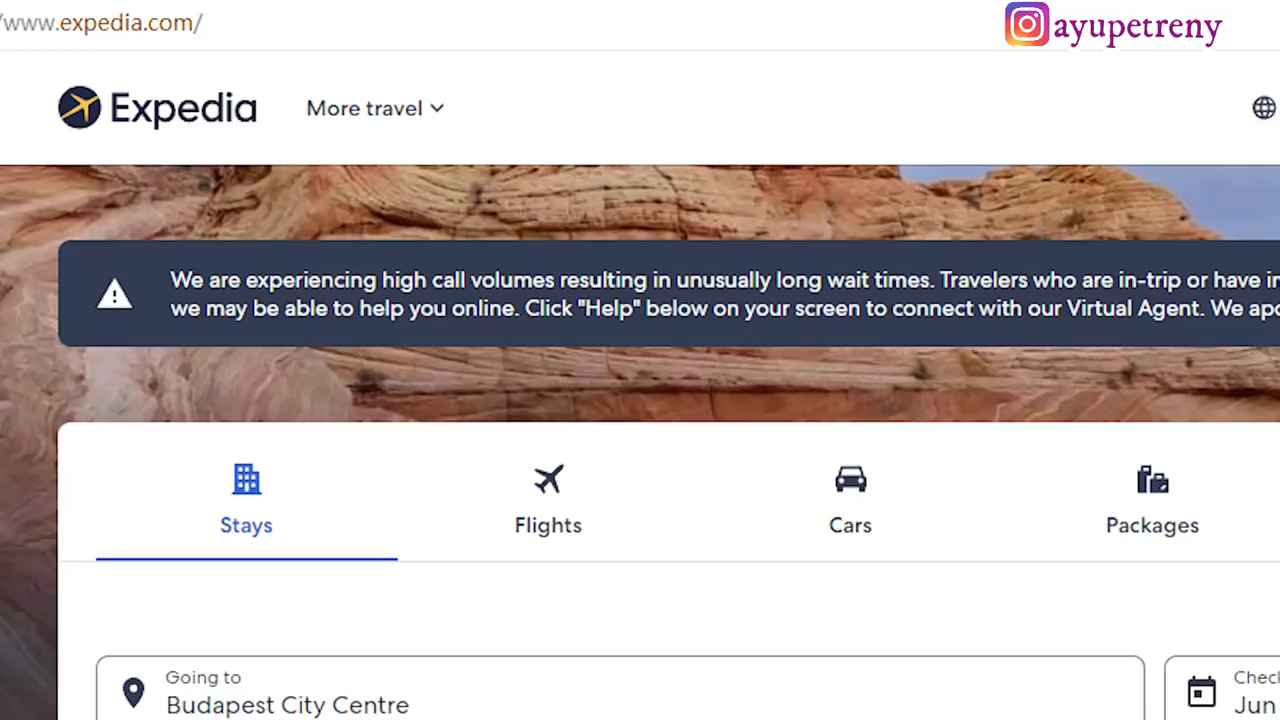 /www.expedia.com/
ayupetreny
Expedia
More travel
We are experiencing high call volumes resulting in unusually long wait times. Travelers who are in-trip or have
we may be able to help you online. Click "Help" below on your screen to connect with our Virtual Agent. We
Stays
Flights
Cars
Packages
Going to
Budapest City Centre
Jun